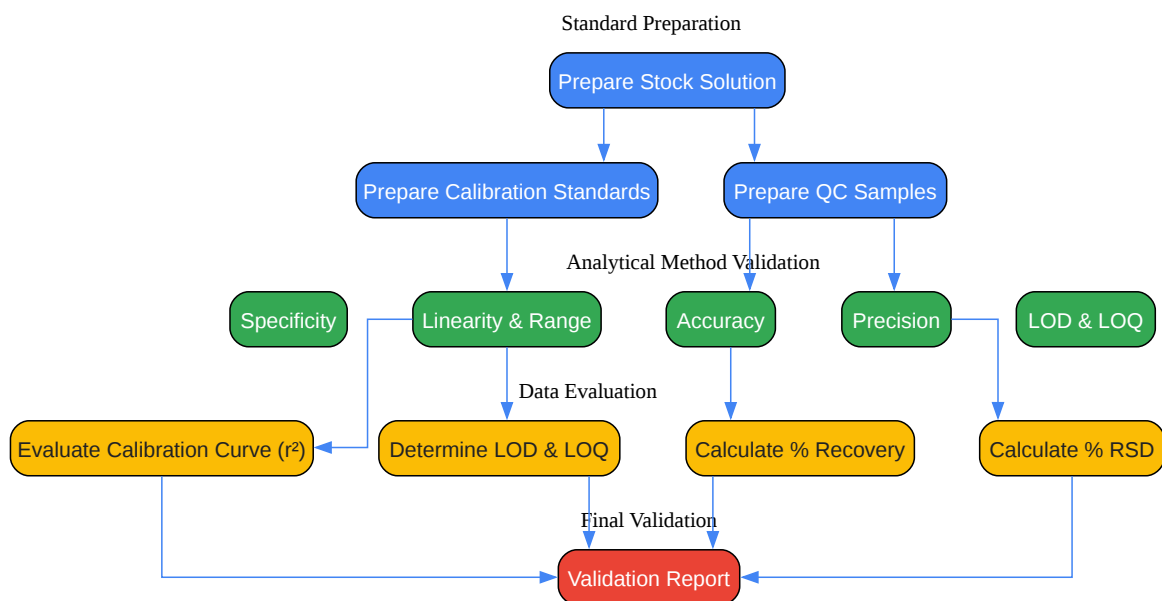 Standard Preparation
Prepare Stock Solution
Prepare Calibration Standards
Prepare QC Samples
Analytical Method Validation
Specificity
Linearity & Range
Accuracy
Precision
LOD & LOQ
Data Evaluation
Evaluate Calibration Curve (r²)
Determine LOD & LOQ
Calculate % Recovery
Calculate % RSD
Final Validation
Validation Report